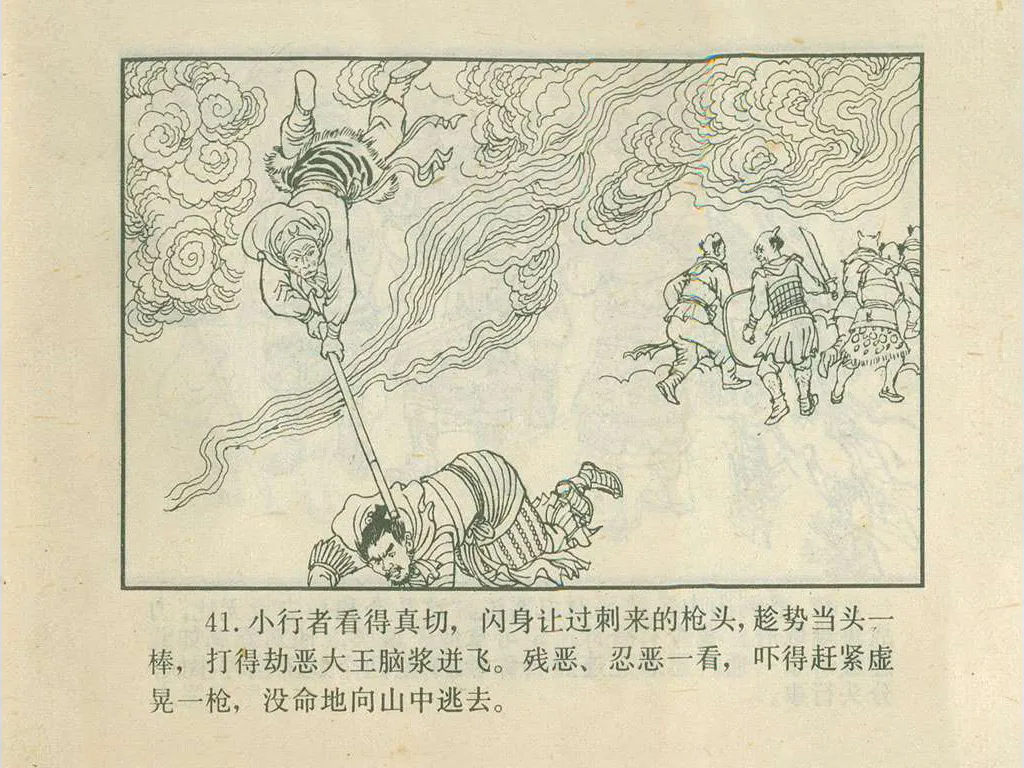 41. 小行者看得真切，闪身让过刺来的枪头，趁势当头一
棒，打得劫恶大王脑浆迸飞。残恶、忍恶一看，吓得赶紧虚
晃一枪，没命地向山中逃去。